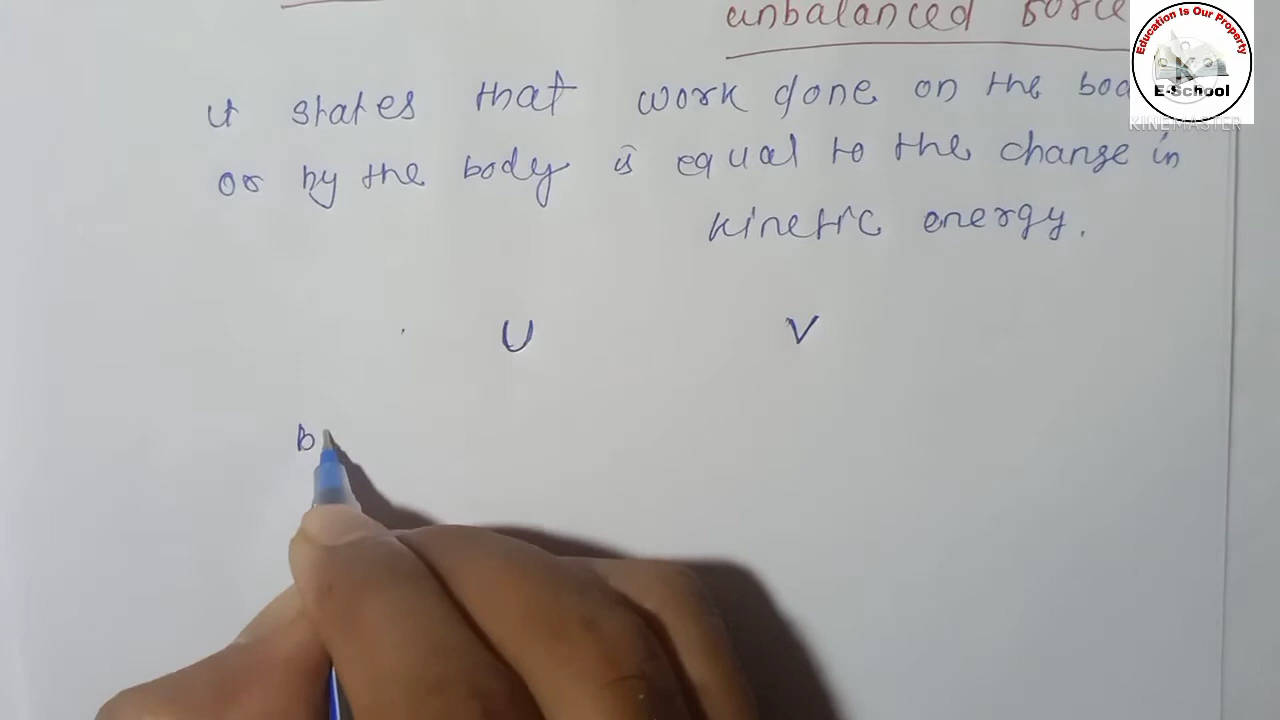 unbalanced force
Education Is Our Property
K
E-School
KINEMASTER
It states that work done on the bod
or by the body is equal to the change in
kinetic energy.
U V
b